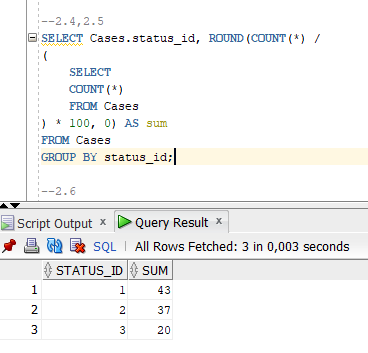 --2.4,2.5
SELECT Cases.status_id, ROUND(COUNT(*) /
(
SELECT
COUNT(*)
FROM Cases
) * 100, 0) AS sum
FROM Cases
GROUP BY status_id;
--2.6
Script Output x Query Result x
SQL | All Rows Fetched: 3 in 0,003 seconds
STATUS_ID SUM
1 1 43
2 2 37
3 3 20